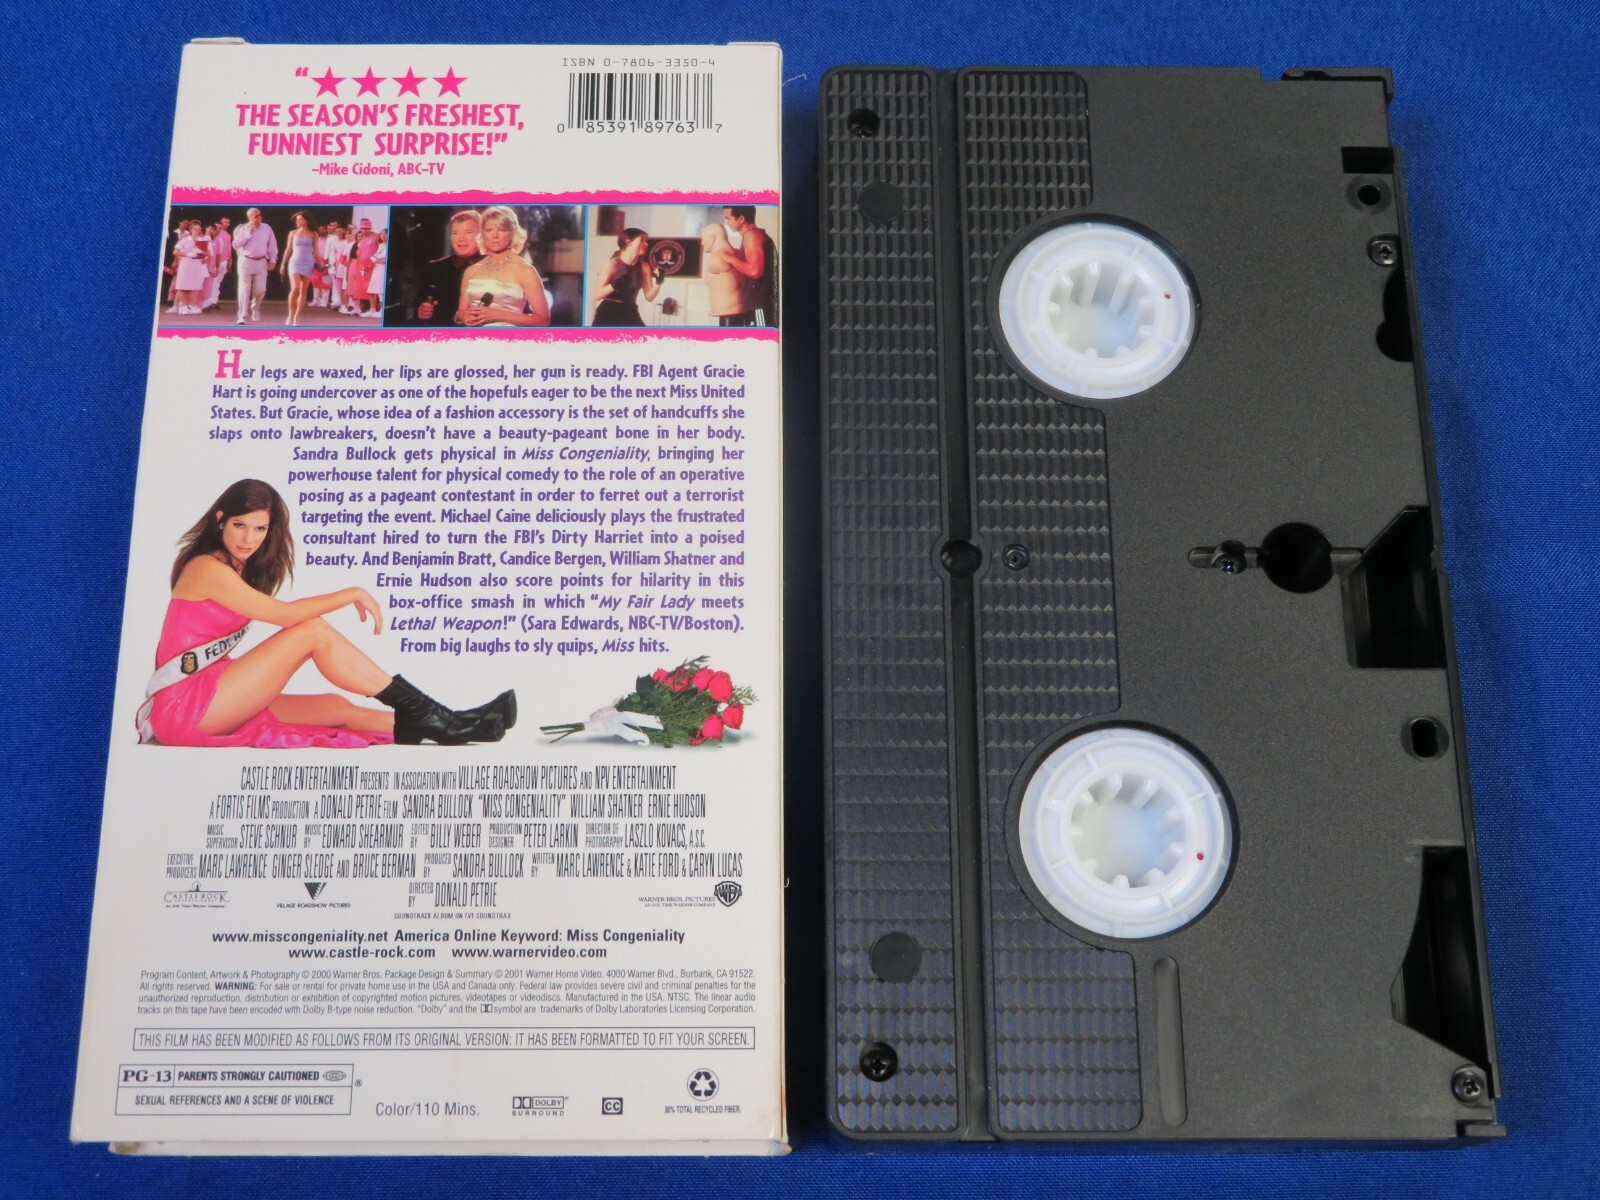 "★★★★
THE SEASON'S FRESHEST,
FUNNIEST SURPRISE!"
–Mike Cidoni, ABC–TV
ISBN 0-7806-3350-4
0 85391 89763 7
Her legs are waxed, her lips are glossed, her gun is ready. FBI Agent Gracie
Hart is going undercover as one of the hopefuls eager to be the next Miss United
States. But Gracie, whose idea of a fashion accessory is the set of handcuffs she
slaps onto lawbreakers, doesn't have a beauty-pageant bone in her body.
Sandra Bullock gets physical in Miss Congeniality, bringing her
powerhouse talent for physical comedy to the role of an operative
posing as a pageant contestant in order to ferret out a terrorist
targeting the event. Michael Caine deliciously plays the frustrated
consultant hired to turn the FBI's Dirty Harriet into a poised
beauty. And Benjamin Bratt, Candice Bergen, William Shatner and
Ernie Hudson also score points for hilarity in this
box-office smash in which "My Fair Lady meets
Lethal Weapon!" (Sara Edwards, NBC-TV/Boston).
From big laughs to sly quips, Miss hits.
CASTLE ROCK ENTERTAINMENT PRESENTS IN ASSOCIATION WITH VILLAGE ROADSHOW PICTURES AND NPV ENTERTAINMENT
A FORTIS FILMS PRODUCTION A DONALD PETRIE FILM SANDRA BULLOCK "MISS CONGENIALITY" WILLIAM SHATNER ERNIE HUDSON
MUSIC SUPERVISOR STEVE SCHNUR MUSIC BY EDWARD SHEARMUR EDITED BY BILLY WEBER PRODUCTION DESIGNER PETER LARKIN DIRECTOR OF PHOTOGRAPHY LASZLO KOVACS, A.S.C.
EXECUTIVE PRODUCERS MARC LAWRENCE GINGER SLEDGE AND BRUCE BERMAN PRODUCED BY SANDRA BULLOCK WRITTEN BY MARC LAWRENCE & KATIE FORD & CARYN LUCAS
DIRECTED BY DONALD PETRIE
CASTLE ROCK
VILLAGE ROADSHOW PICTURES
SOUNDTRACK ALBUM ON TVT SOUNDTRAX
WARNER BROS. PICTURES
AN AOL TIME WARNER COMPANY
WB
www.misscongeniality.net America Online Keyword: Miss Congeniality
www.castle-rock.com www.warnervideo.com
Program Content, Artwork & Photography © 2000 Warner Bros. Package Design & Summary © 2001 Warner Home Video. 4000 Warner Blvd., Burbank, CA 91522.
All rights reserved. WARNING: For sale or rental for private home use in the USA and Canada only. Federal law provides severe civil and criminal penalties for the
unauthorized reproduction, distribution or exhibition of copyrighted motion pictures, videotapes or videodiscs. Manufactured in the USA. NTSC. The linear audio
tracks on this tape have been encoded with Dolby B-type noise reduction. "Dolby" and the DD symbol are trademarks of Dolby Laboratories Licensing Corporation.
THIS FILM HAS BEEN MODIFIED AS FOLLOWS FROM ITS ORIGINAL VERSION: IT HAS BEEN FORMATTED TO FIT YOUR SCREEN.
PG-13 PARENTS STRONGLY CAUTIONED ®
SEXUAL REFERENCES AND A SCENE OF VIOLENCE
Color/110 Mins.
DOLBY®
SURROUND
CC
30% TOTAL RECYCLED FIBER.